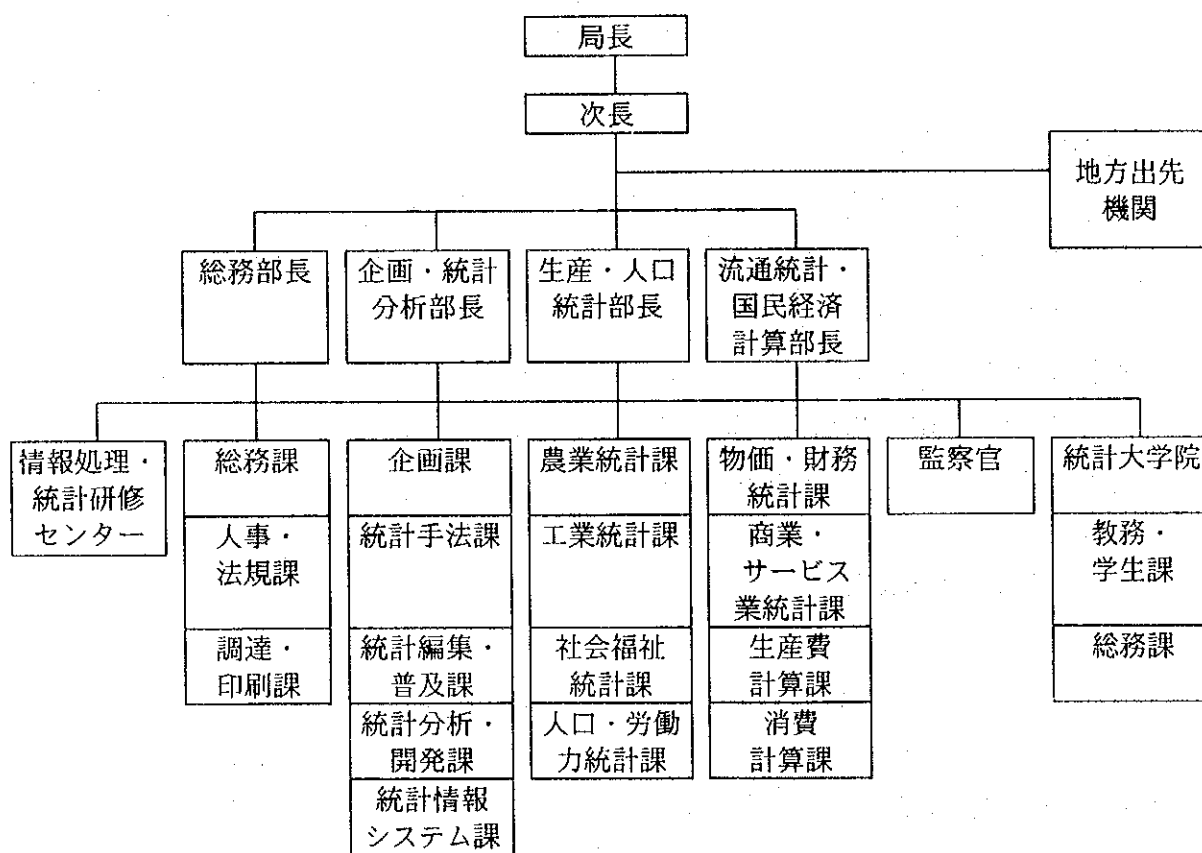 局長
次長
地方出先
機関
総務部長
企画・統計
分析部長
生産・人口
統計部長
流通統計・
国民経済
計算部長
情報処理・
統計研修
センター
総務課
人事・
法規課
調達・
印刷課
企画課
統計手法課
統計編集・
普及課
統計分析・
開発課
統計情報
システム課
農業統計課
工業統計課
社会福祉
統計課
人口・労働
力統計課
物価・財務
統計課
商業・
サービス
業統計課
生産費
計算課
消費
計算課
監察官
統計大学院
教務・
学生課
総務課